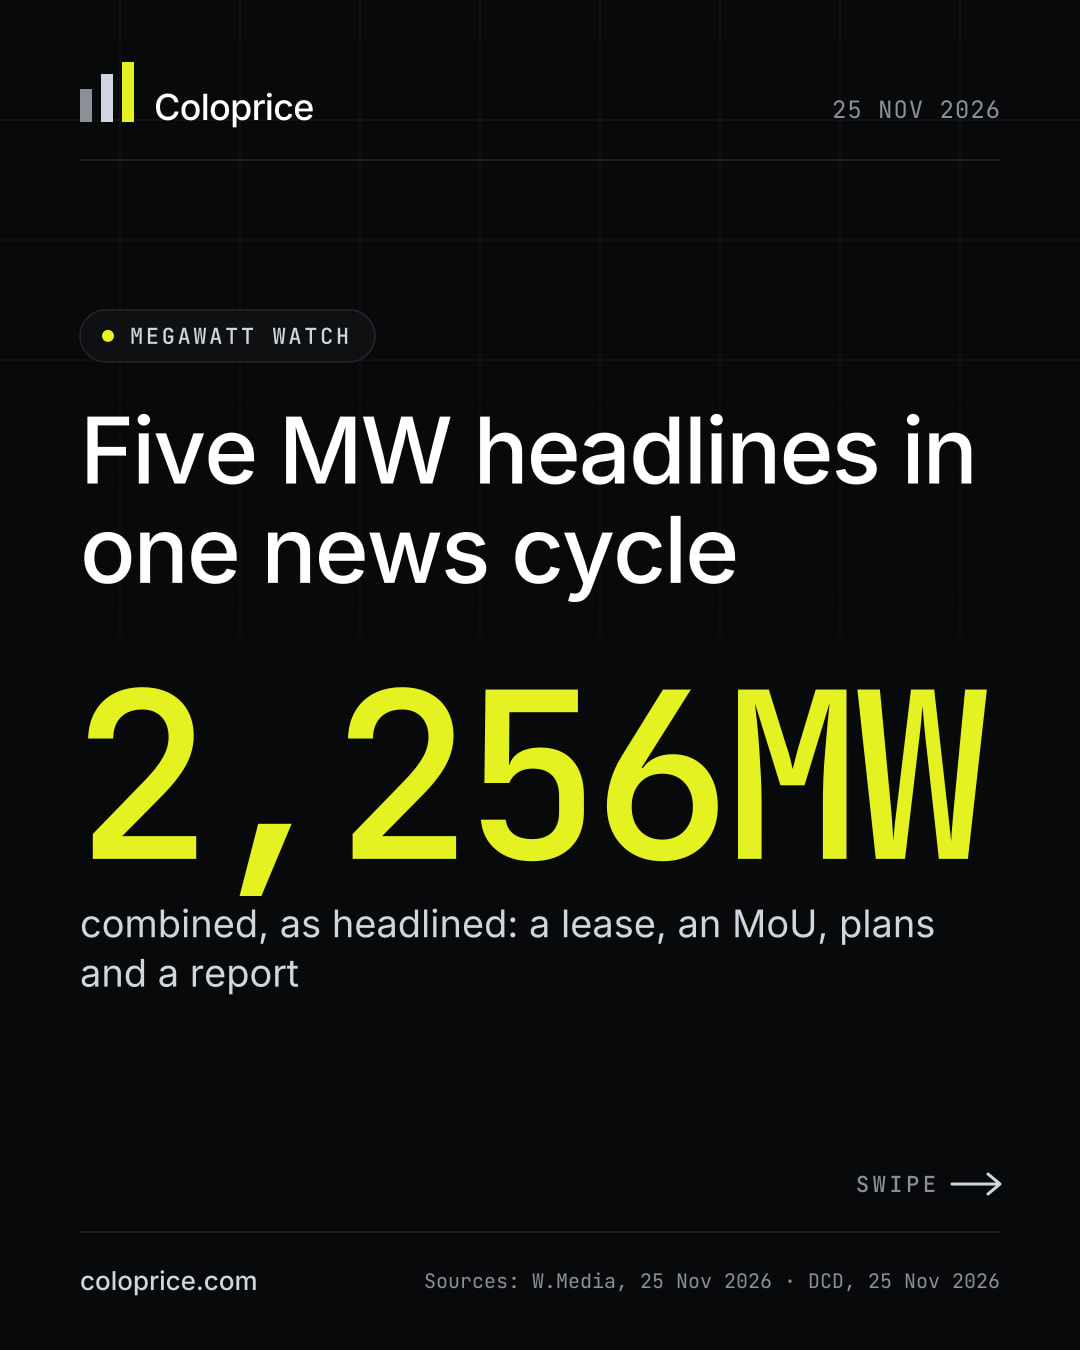 Coloprice
25 NOV 2026
MEGAWATT WATCH
Five MW headlines in
one news cycle
2,256MW
combined, as headlined: a lease, an MoU, plans
and a report
SWIPE
coloprice.com
Sources: W.Media, 25 Nov 2026 · DCD, 25 Nov 2026